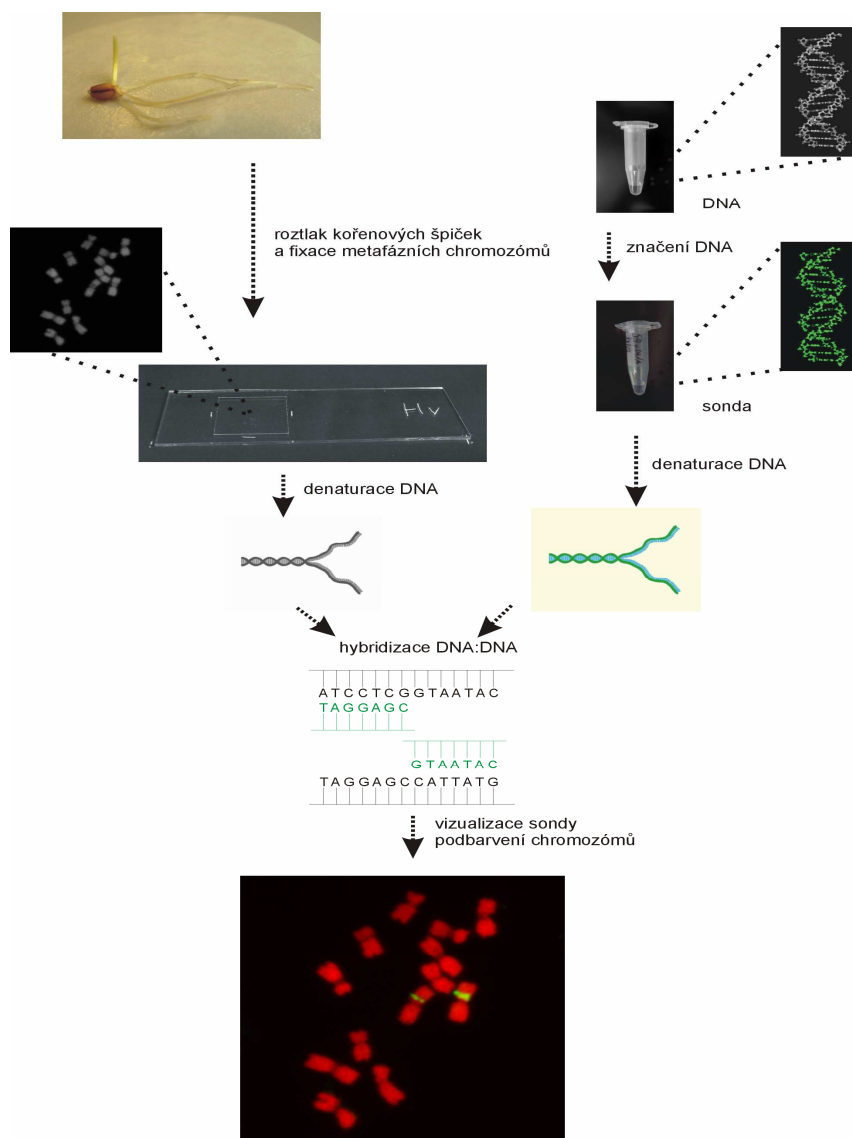 DNA
roztlak kořenových špiček
a fixace metafázních chromozómů
značení DNA
sonda
Hv
denaturace DNA
denaturace DNA
hybridizace DNA:DNA
ATCCTCGGTAATAC
TAGGAGC
GTAATAC
TAGGAGCCATTATG
vizualizace sondy
podbarvení chromozómů